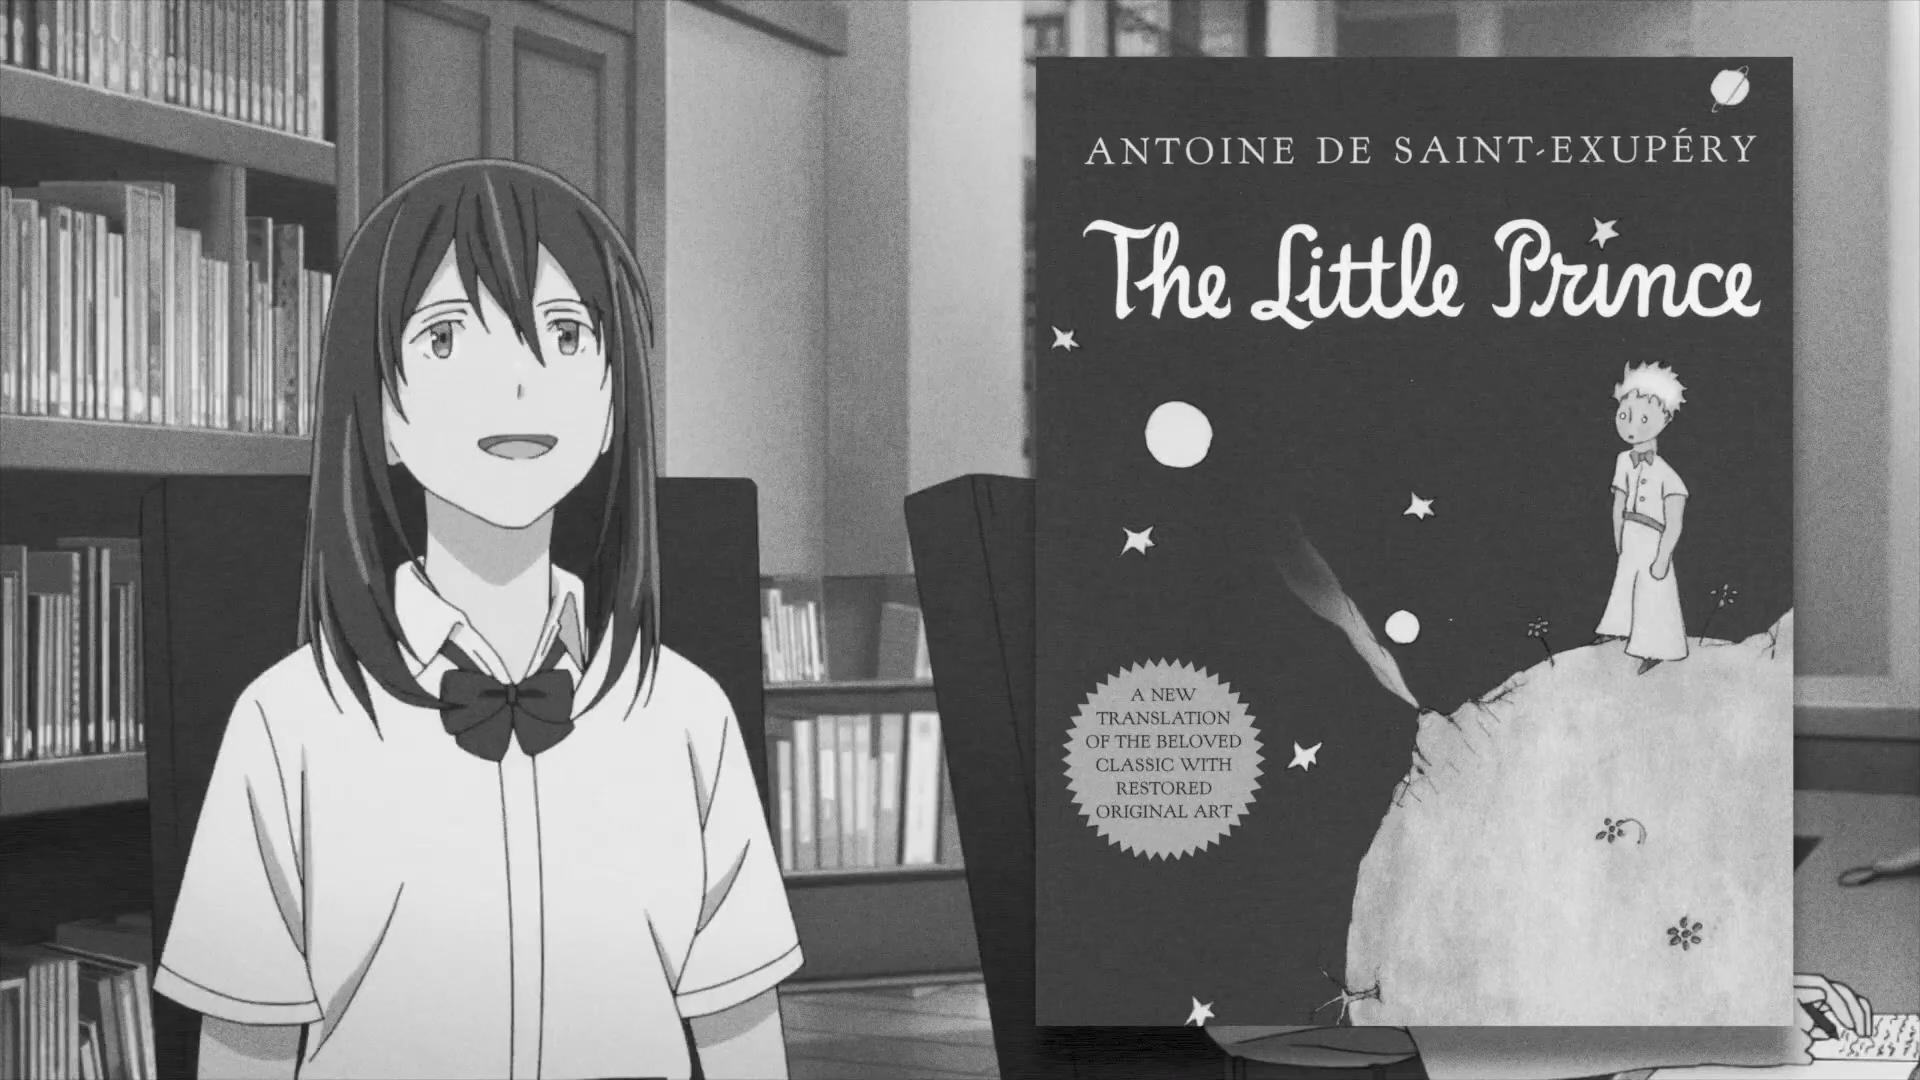 ANTOINE DE SAINT-EXUPÉRY
The Little Prince
A NEW
TRANSLATION
OF THE BELOVED
CLASSIC WITH
RESTORED
ORIGINAL ART